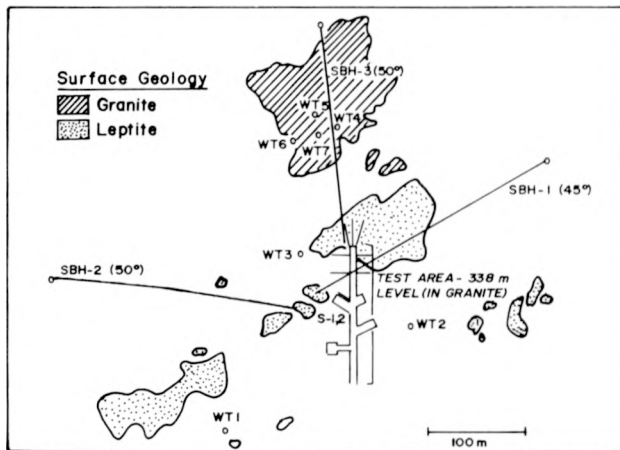 Surface Geology
Granite
Leptite
SBH-3 (50°)
WT5
WT4
WT6
WT7
SBH-1 (45°)
WT3
SBH-2 (50°)
TEST AREA - 338 m
LEVEL (IN GRANITE)
S-1,2
WT2
WT1
100 m